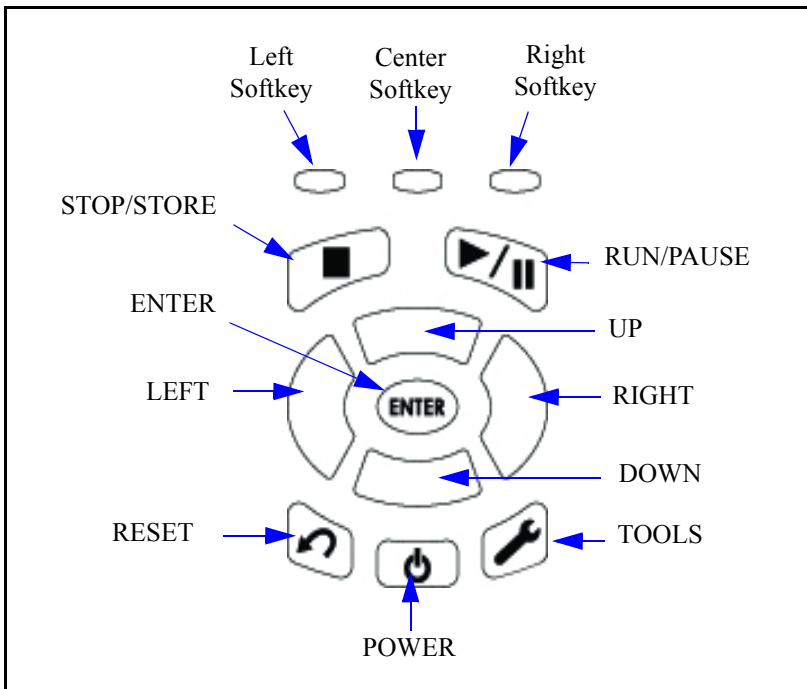 Left
Softkey
Center
Softkey
Right
Softkey
STOP/STORE
RUN/PAUSE
ENTER
UP
LEFT
ENTER
RIGHT
DOWN
RESET
TOOLS
POWER